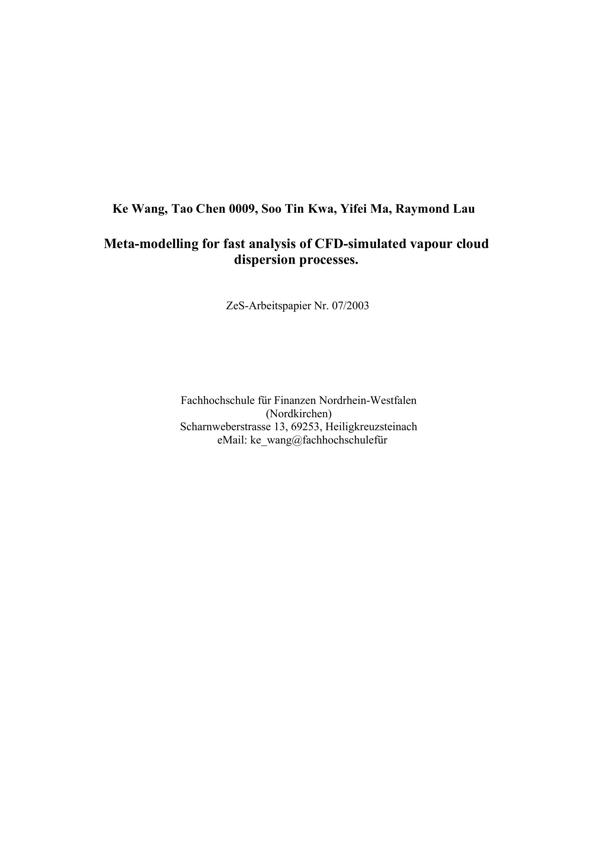 Ke Wang, Tao Chen 0009, Soo Tin Kwa, Yifei Ma, Raymond Lau
Meta-modelling for fast analysis of CFD-simulated vapour cloud
dispersion processes.
ZeS-Arbeitspapier Nr. 07/2003
Fachhochschule für Finanzen Nordrhein-Westfalen
(Nordkirchen)
Scharnweberstrasse 13, 69253, Heiligkreuzsteinach
eMail: ke_wang@fachhochschulefür